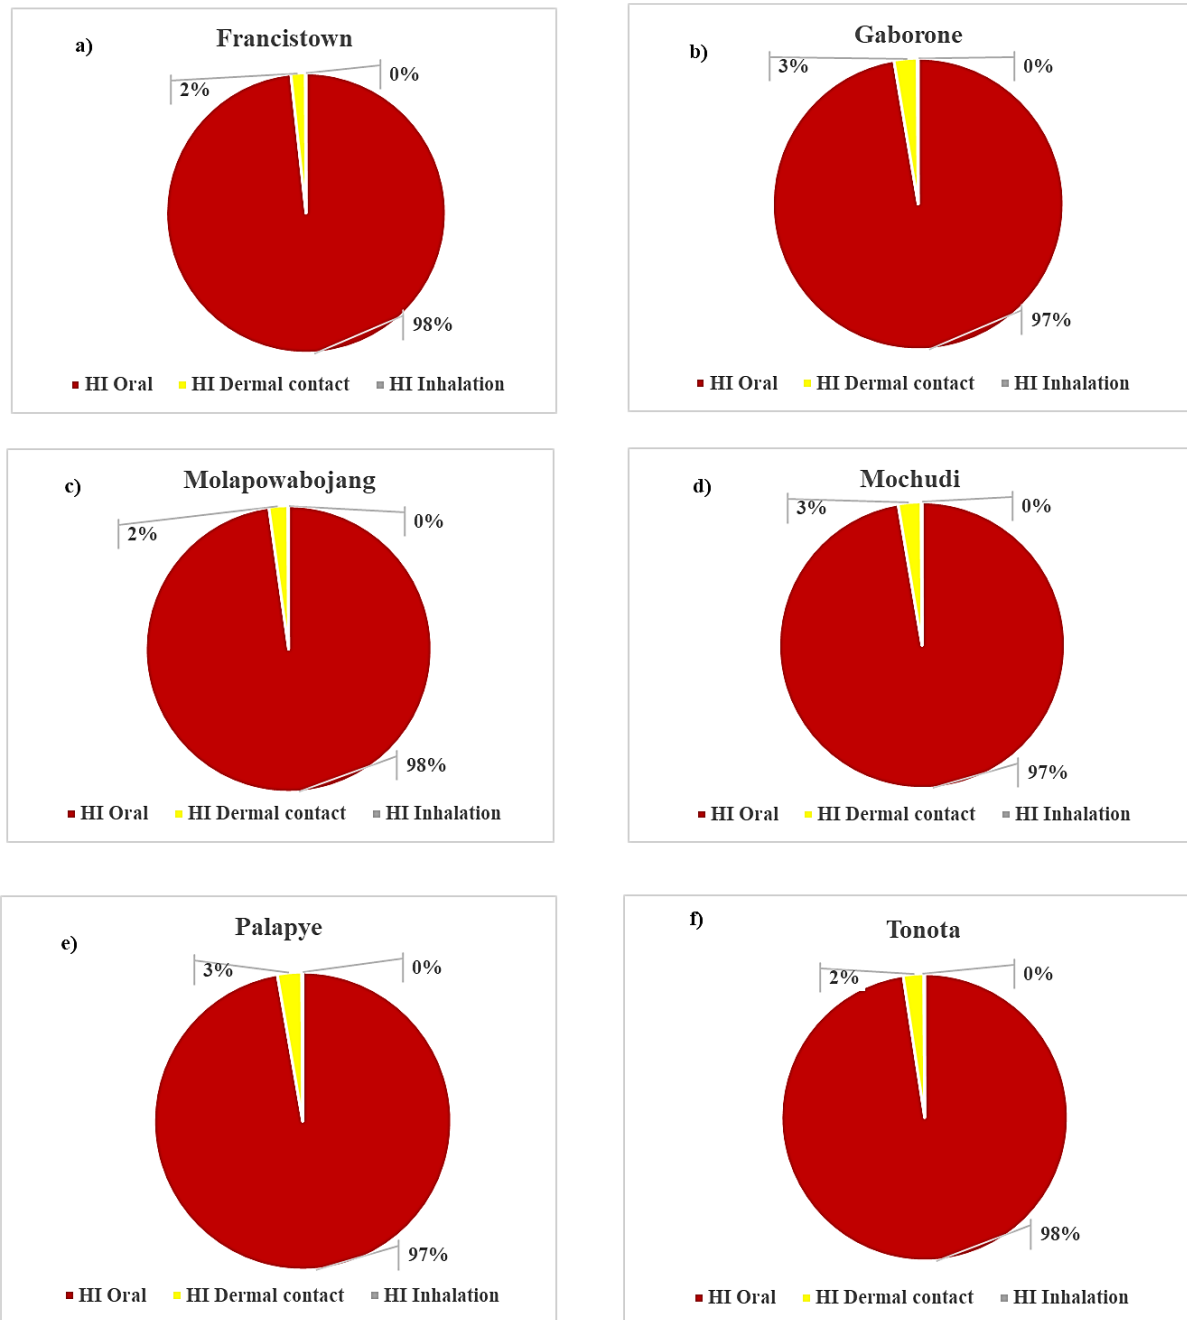 a)
Francistown
2%
0%
98%
HI Oral HI Dermal contact HI Inhalation
b)
Gaborone
3%
0%
97%
HI Oral HI Dermal contact HI Inhalation
c)
Molapowabojang
2%
0%
98%
HI Oral HI Dermal contact HI Inhalation
d)
Mochudi
3%
0%
97%
HI Oral HI Dermal contact HI Inhalation
e)
Palapye
3%
0%
97%
HI Oral HI Dermal contact HI Inhalation
f)
Tonota
2%
0%
98%
HI Oral HI Dermal contact HI Inhalation